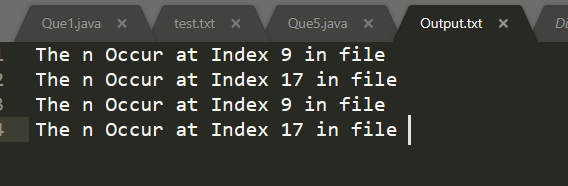 Que1.java × test.txt × Que5.java × Output.txt ×
The n Occur at Index 9 in file
2 The n Occur at Index 17 in file
3 The n Occur at Index 9 in file
4 The n Occur at Index 17 in file